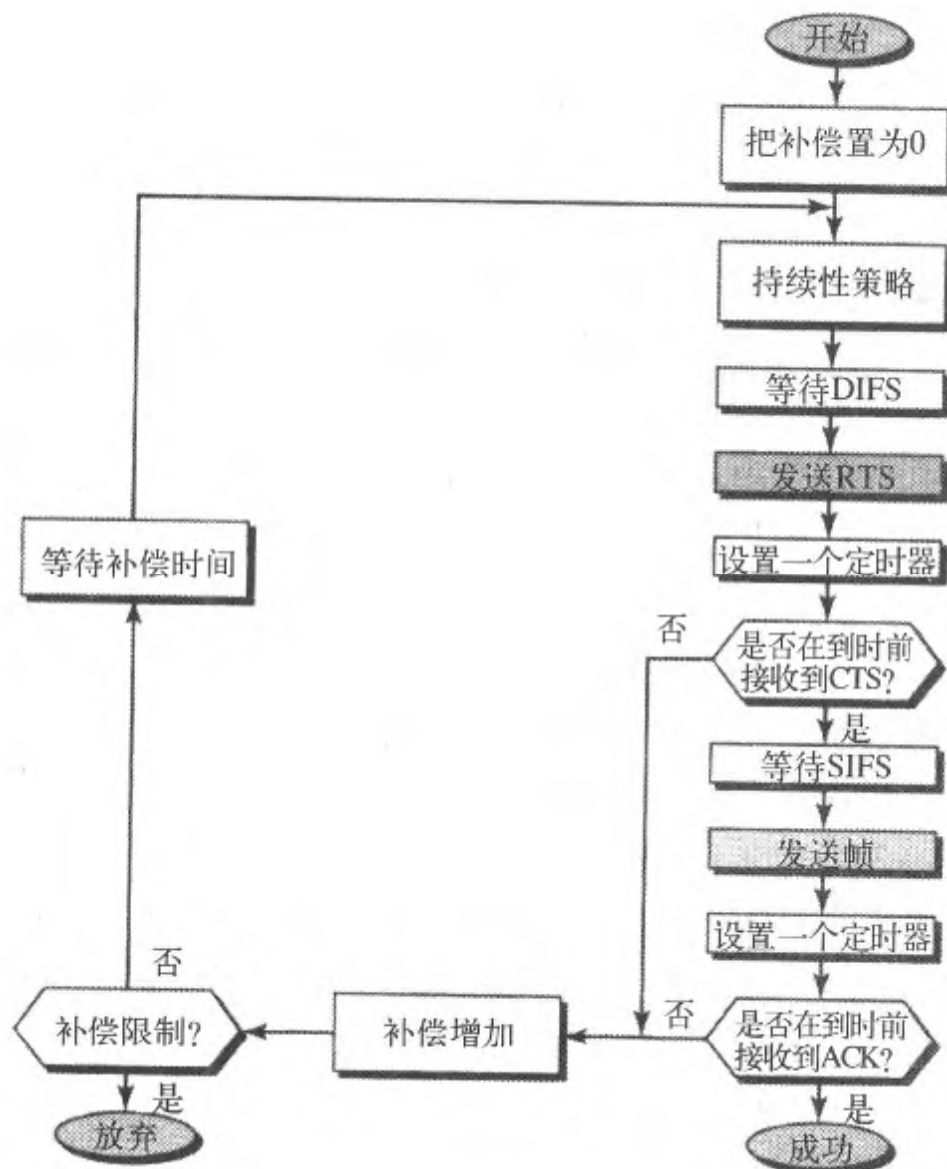 开始
把补偿置为0
持续性策略
等待DIFS
发送RTS
设置一个定时器
等待补偿时间
否
是否在到时前
接收到CTS?
是
等待SIFS
发送帧
设置一个定时器
否
补偿限制?
补偿增加
否
是否在到时前
接收到ACK?
是
放弃
是
成功